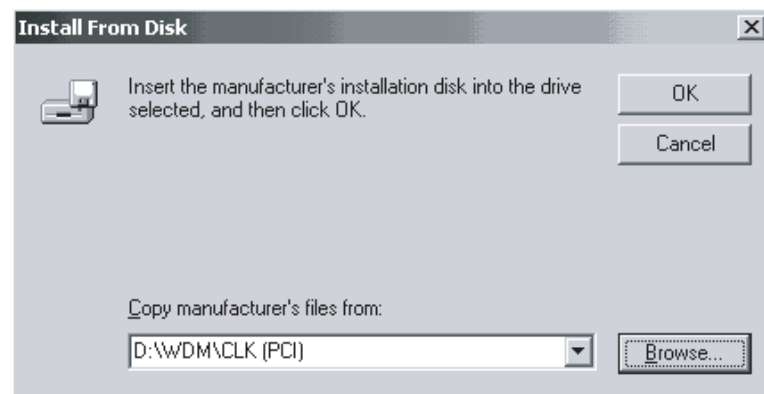 Install From Disk
Insert the manufacturer's installation disk into the drive
selected, and then click OK.
OK
Cancel
Copy manufacturer's files from:
D:\WDM\CLK (PCI)
Browse...